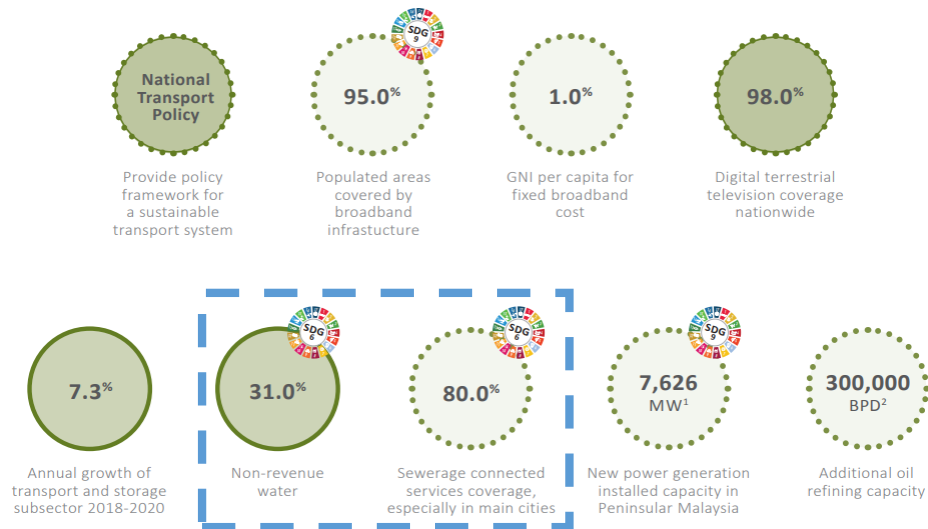 SDG
9
National
Transport
Policy
95.0%
1.0%
98.0%
Provide policy
framework for
a sustainable
transport system
Populated areas
covered by
broadband
infrastucture
GNI per capita for
fixed broadband
cost
Digital terrestrial
television coverage
nationwide
SDG
6
SDG
6
SDG
9
7.3%
31.0%
80.0%
7,626
MW¹
300,000
BPD²
Annual growth of
transport and storage
subsector 2018-2020
Non-revenue
water
Sewerage connected
services coverage,
especially in main cities
New power generation
installed capacity in
Peninsular Malaysia
Additional oil
refining capacity